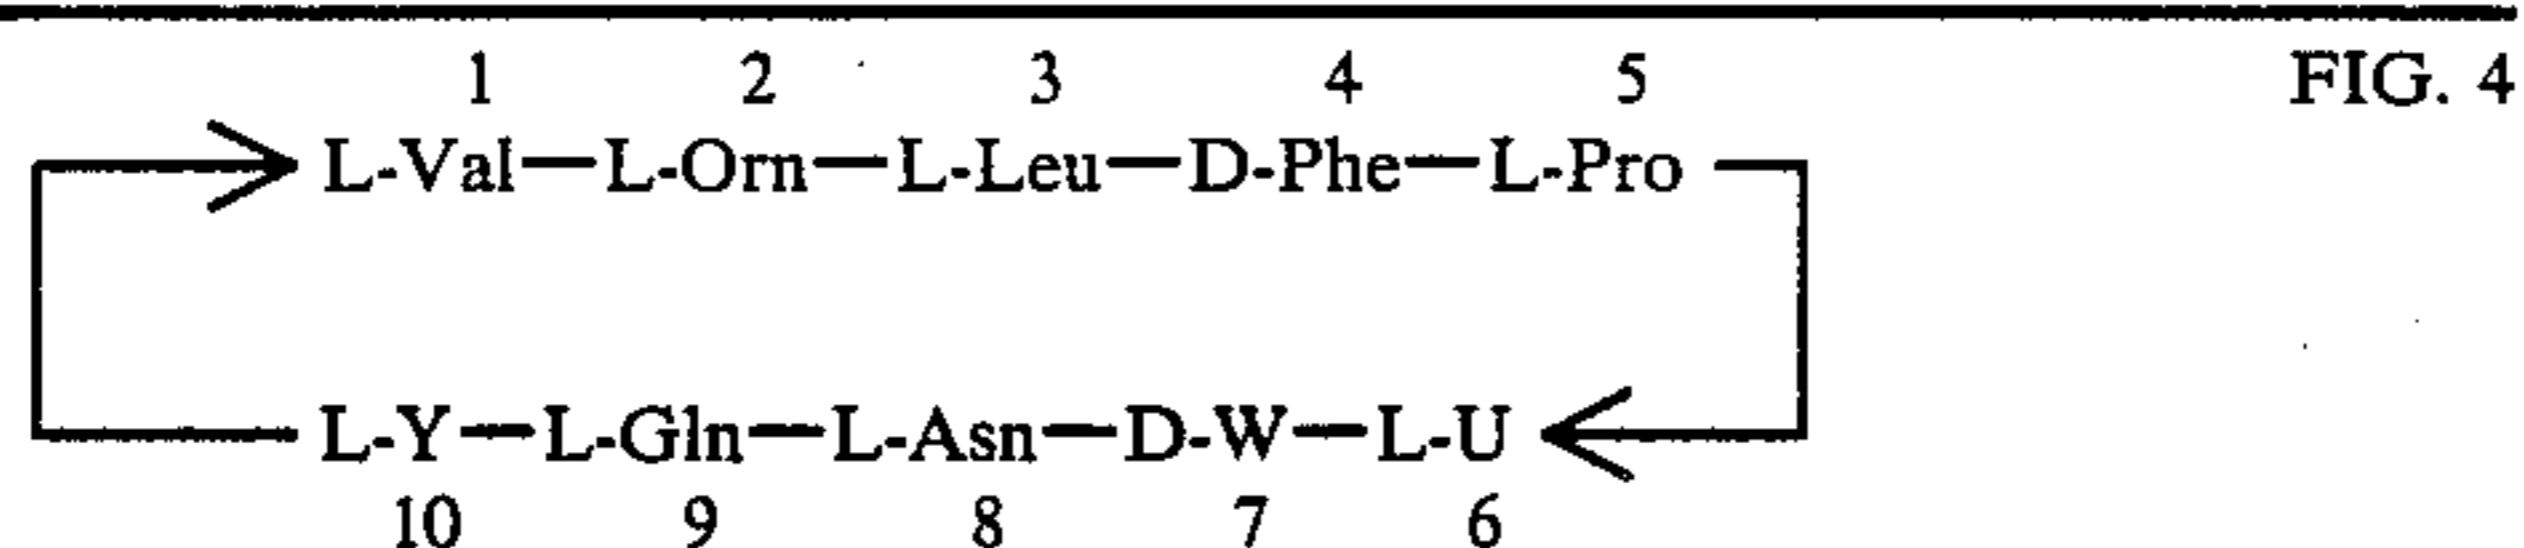 1 2 3 4 5 FIG. 4
L-Val—L-Orn—L-Leu—D-Phe—L-Pro
L-Y—L-Gln—L-Asn—D-W—L-U
10 9 8 7 6